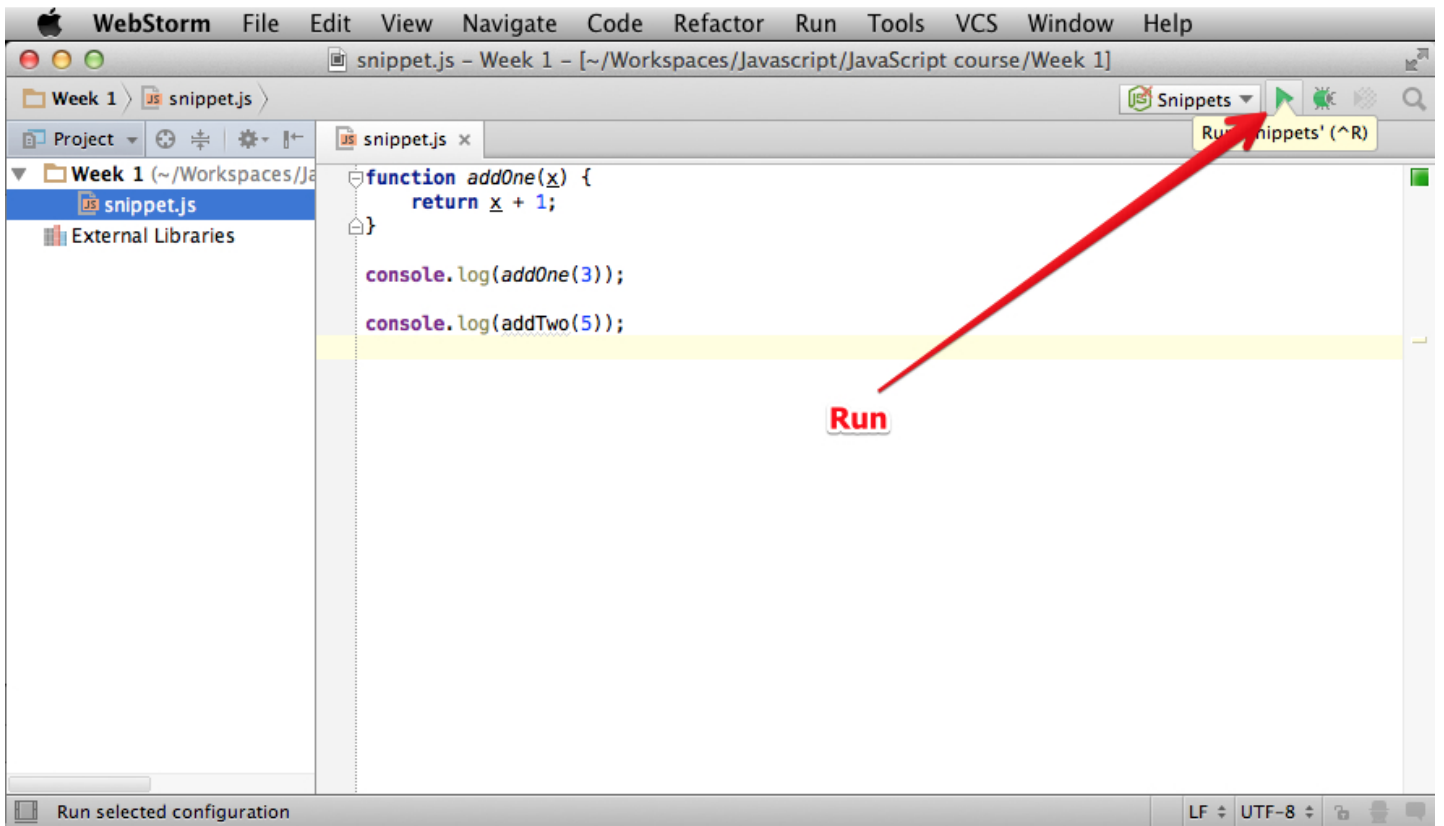 WebStorm File Edit View Navigate Code Refactor Run Tools VCS Window Help
snippet.js – Week 1 – [~/Workspaces/Javascript/JavaScript course/Week 1]
Week 1 snippet.js Snippets
Project snippet.js Run 'Snippets' (^R)
Week 1 (~/Workspaces/Ja
snippet.js
External Libraries
function addOne(x) {
return x + 1;
}
console.log(addOne(3));
console.log(addTwo(5));
Run
Run selected configuration LF UTF-8